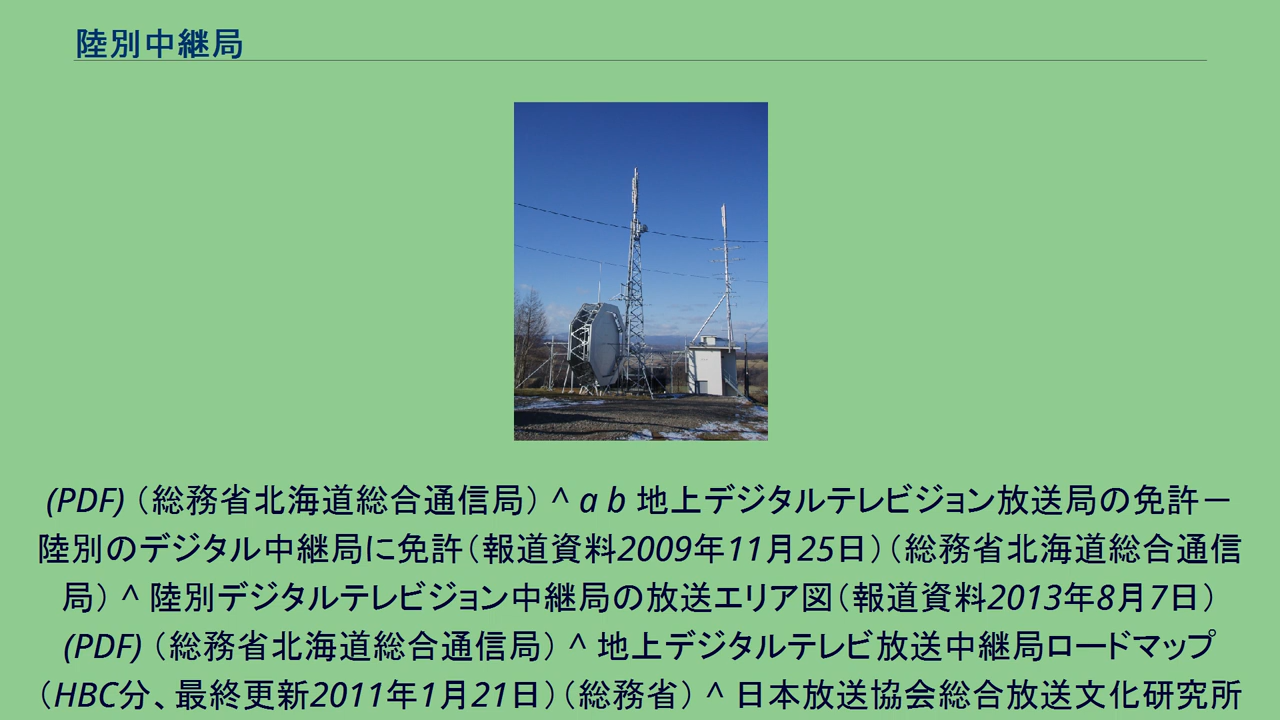 陸別中継局
(PDF)（総務省北海道総合通信局） ^ a b 地上デジタルテレビジョン放送局の免許－
陸別のデジタル中継局に免許（報道資料2009年11月25日）（総務省北海道総合通信
局） ^ 陸別デジタルテレビジョン中継局の放送エリア図（報道資料2013年8月7日）
(PDF)（総務省北海道総合通信局） ^ 地上デジタルテレビ放送中継局ロードマップ
（HBC分、最終更新2011年1月21日）（総務省） ^ 日本放送協会総合放送文化研究所